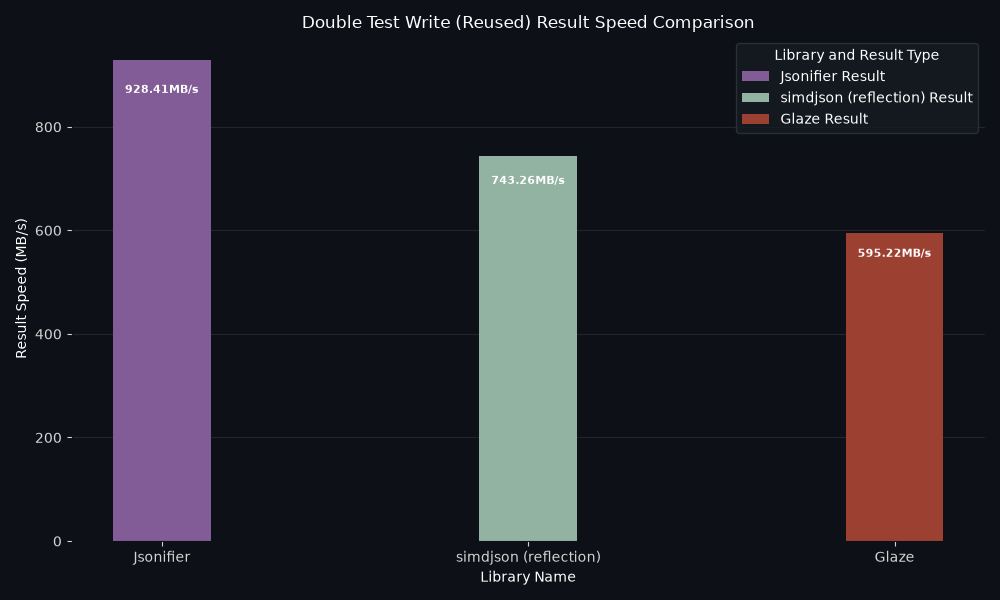 Double Test Write (Reused) Result Speed Comparison
Library and Result Type
Jsonifier Result
simdjson (reflection) Result
Glaze Result
928.41MB/s
743.26MB/s
595.22MB/s
Result Speed (MB/s)
800
600
400
200
0
Jsonifier
simdjson (reflection)
Glaze
Library Name